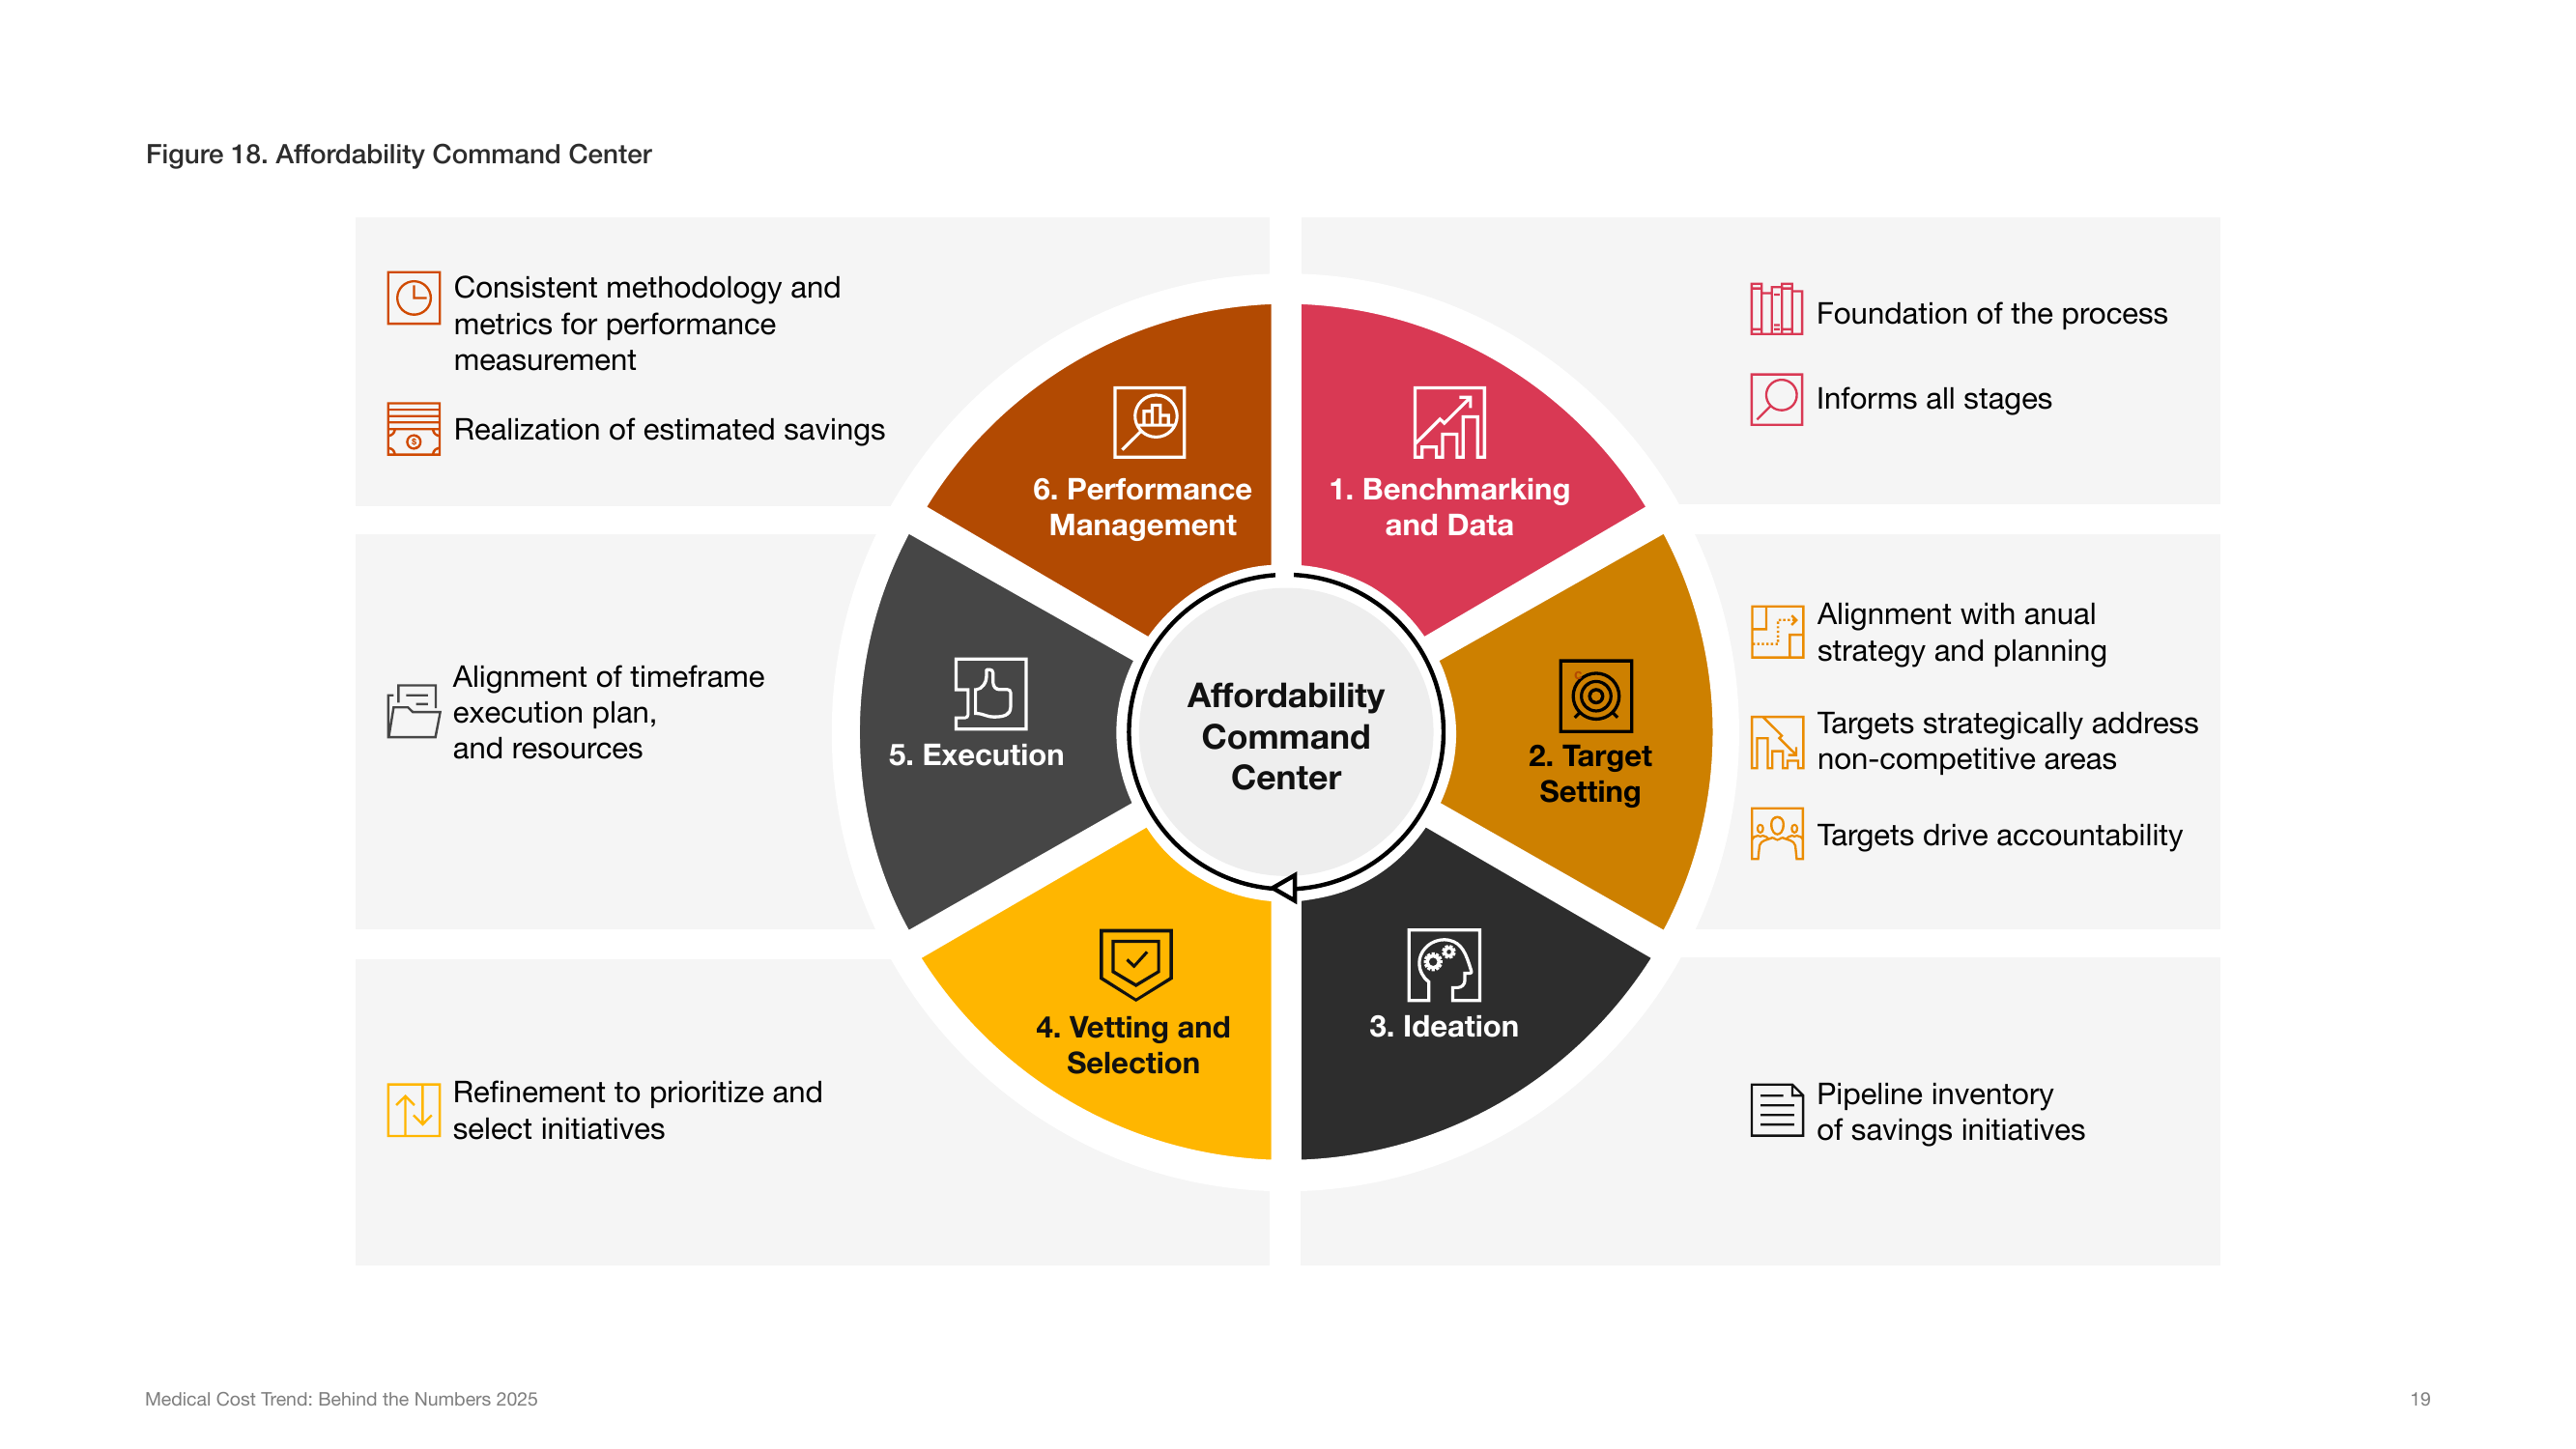 Figure 18. Affordability Command Center
Consistent methodology and
metrics for performance
measurement
Realization of estimated savings
6. Performance
Management
1. Benchmarking
and Data
Foundation of the process
Informs all stages
Alignment of timeframe
execution plan,
and resources
5. Execution
Affordability
Command
Center
2. Target
Setting
Alignment with anual
strategy and planning
Targets strategically address
non-competitive areas
Targets drive accountability
Refinement to prioritize and
select initiatives
4. Vetting and
Selection
3. Ideation
Pipeline inventory
of savings initiatives
Medical Cost Trend: Behind the Numbers 2025
19